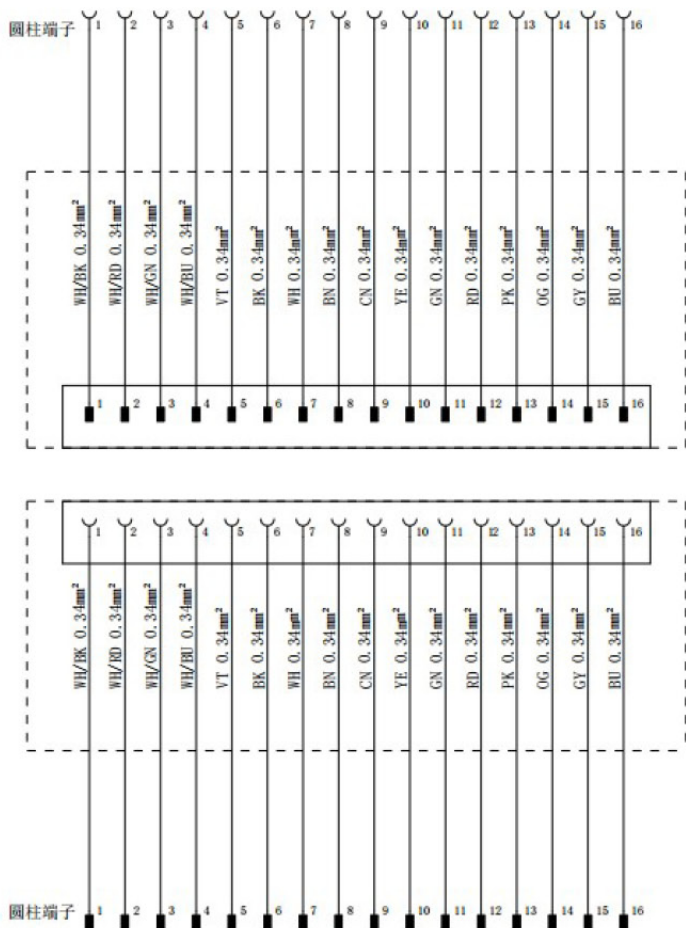 圆柱端子 1 2 3 4 5 6 7 8 9 10 11 12 13 14 15 16
WH/BK 0.34mm²
WH/RD 0.34mm²
WH/GN 0.34mm²
WH/BU 0.34mm²
VT 0.34mm²
BK 0.34mm²
WH 0.34mm²
BN 0.34mm²
CN 0.34mm²
YE 0.34mm²
GN 0.34mm²
RD 0.34mm²
PK 0.34mm²
OG 0.34mm²
GY 0.34mm²
BU 0.34mm²
1 2 3 4 5 6 7 8 9 10 11 12 13 14 15 16
1 2 3 4 5 6 7 8 9 10 11 12 13 14 15 16
WH/BK 0.34mm²
WH/RD 0.34mm²
WH/GN 0.34mm²
WH/BU 0.34mm²
VT 0.34mm²
BK 0.34mm²
WH 0.34mm²
BN 0.34mm²
CN 0.34mm²
YE 0.34mm²
GN 0.34mm²
RD 0.34mm²
PK 0.34mm²
OG 0.34mm²
GY 0.34mm²
BU 0.34mm²
圆柱端子 1 2 3 4 5 6 7 8 9 10 11 12 13 14 15 16